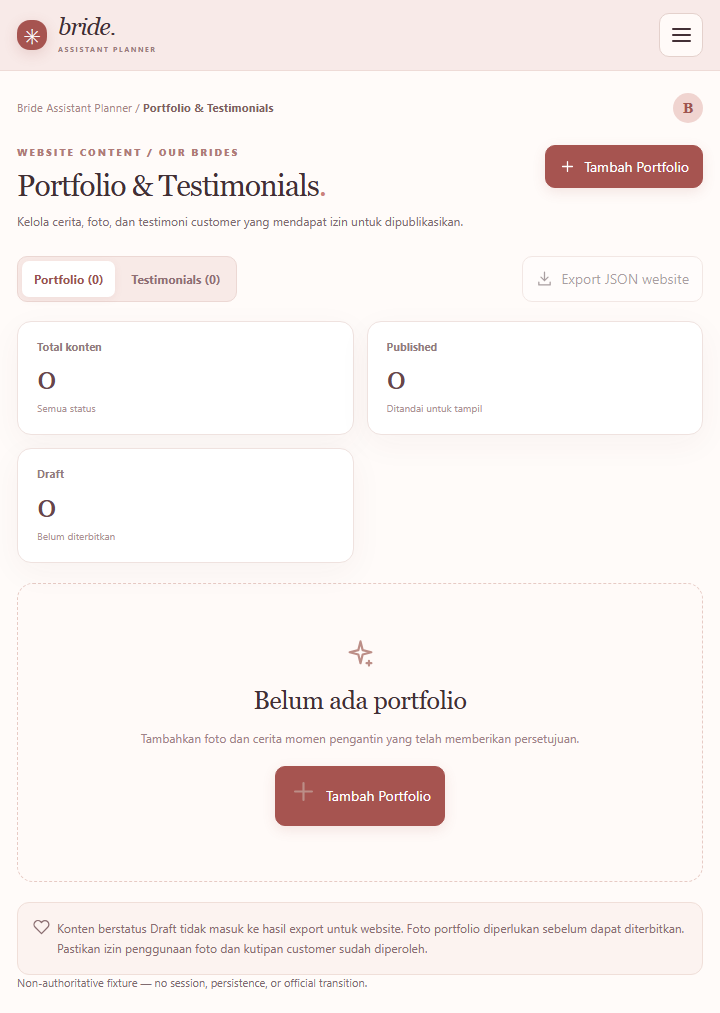 bride.
ASSISTANT PLANNER
Bride Assistant Planner / Portfolio & Testimonials
B
WEBSITE CONTENT / OUR BRIDES
Portfolio & Testimonials.
Tambah Portfolio
Kelola cerita, foto, dan testimoni customer yang mendapat izin untuk dipublikasikan.
Portfolio (0)
Testimonials (0)
Export JSON website
Total konten
0
Semua status
Published
0
Ditandai untuk tampil
Draft
0
Belum diterbitkan
Belum ada portfolio
Tambahkan foto dan cerita momen pengantin yang telah memberikan persetujuan.
Tambah Portfolio
Konten berstatus Draft tidak masuk ke hasil export untuk website. Foto portfolio diperlukan sebelum dapat diterbitkan.
Pastikan izin penggunaan foto dan kutipan customer sudah diperoleh.
Non-authoritative fixture — no session, persistence, or official transition.